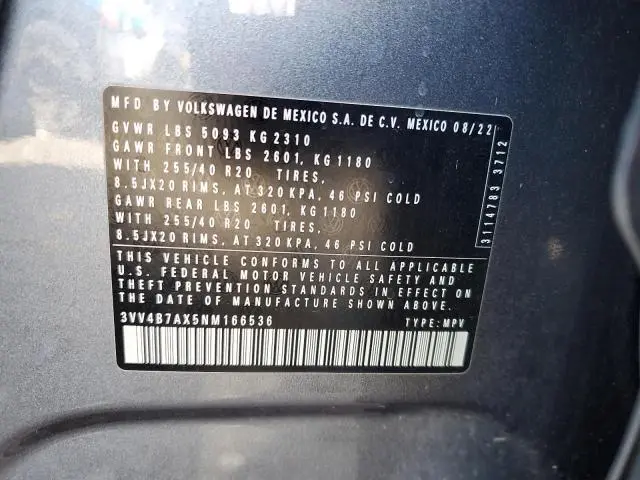 MFD BY VOLKSWAGEN DE MEXICO S.A. DE C.V. MEXICO 08/22
GVWR LBS 5093 KG 2310
GAWR FRONT LBS 2601, KG 1180
WITH 255/40 R20 TIRES,
8.5JX20 RIMS, AT 320 KPA, 46 PSI COLD
GAWR REAR LBS 2601, KG 1180
WITH 255/40 R20 TIRES,
8.5JX20 RIMS, AT 320 KPA, 46 PSI COLD
THIS VEHICLE CONFORMS TO ALL APPLICABLE
U.S. FEDERAL MOTOR VEHICLE SAFETY AND
THEFT PREVENTION STANDARDS IN EFFECT ON
THE DATE OF MANUFACTURE SHOWN ABOVE.
3VV4B7AX5NM166536 TYPE: MPV
3114783 3712